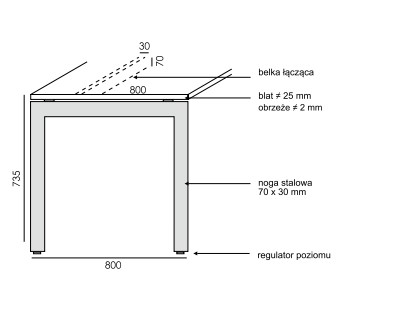 30
70
belka łącząca
800
blat ≠ 25 mm
obrzeże ≠ 2 mm
735
noga stalowa
70 x 30 mm
regulator poziomu
800